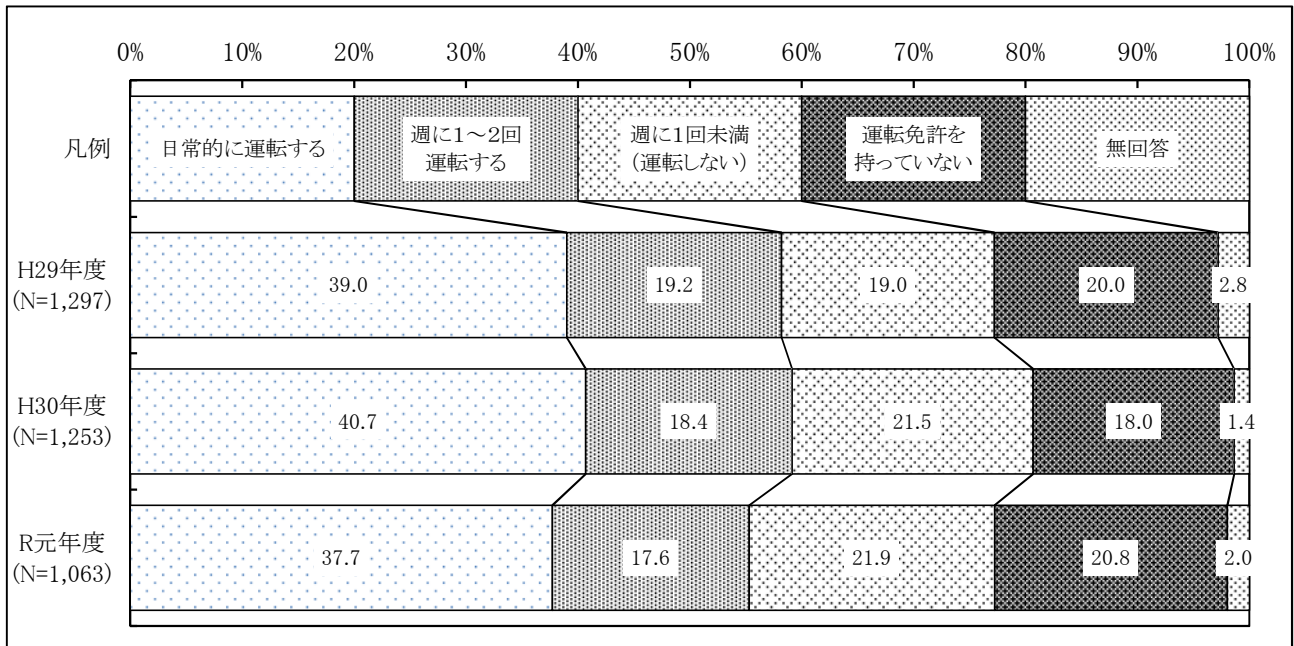 0% 10% 20% 30% 40% 50% 60% 70% 80% 90% 100%
凡例
日常的に運転する
週に1～2回
運転する
週に1回未満
(運転しない)
運転免許を
持っていない
無回答
H29年度
(N=1,297)
39.0 19.2 19.0 20.0 2.8
H30年度
(N=1,253)
40.7 18.4 21.5 18.0 1.4
R元年度
(N=1,063)
37.7 17.6 21.9 20.8 2.0